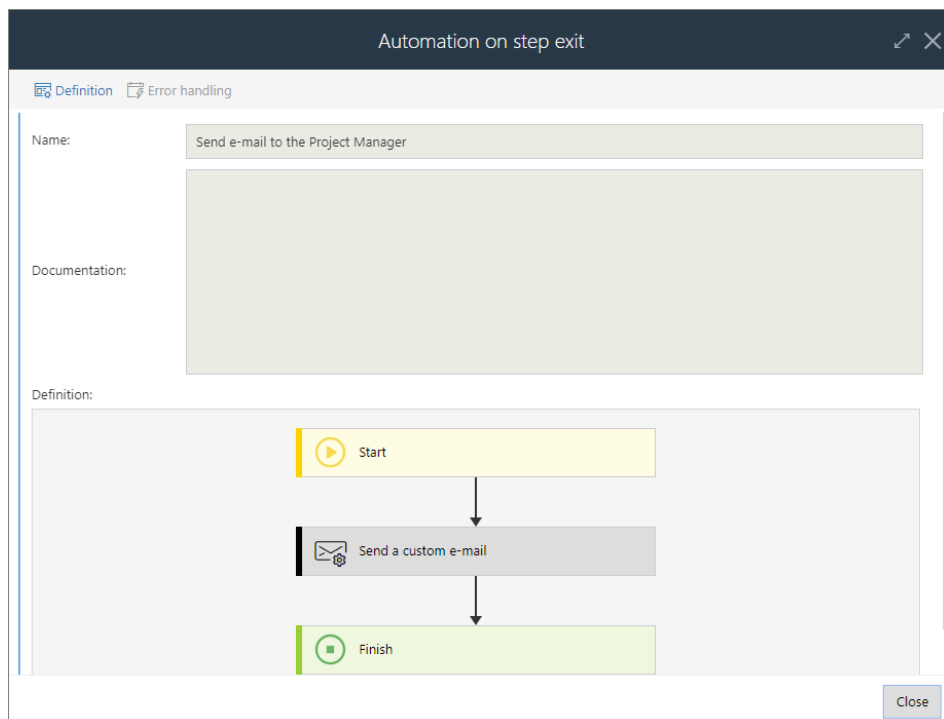 Automation on step exit
Definition Error handling
Name: Send e-mail to the Project Manager
Documentation:
Definition:
Start
Send a custom e-mail
Finish
Close